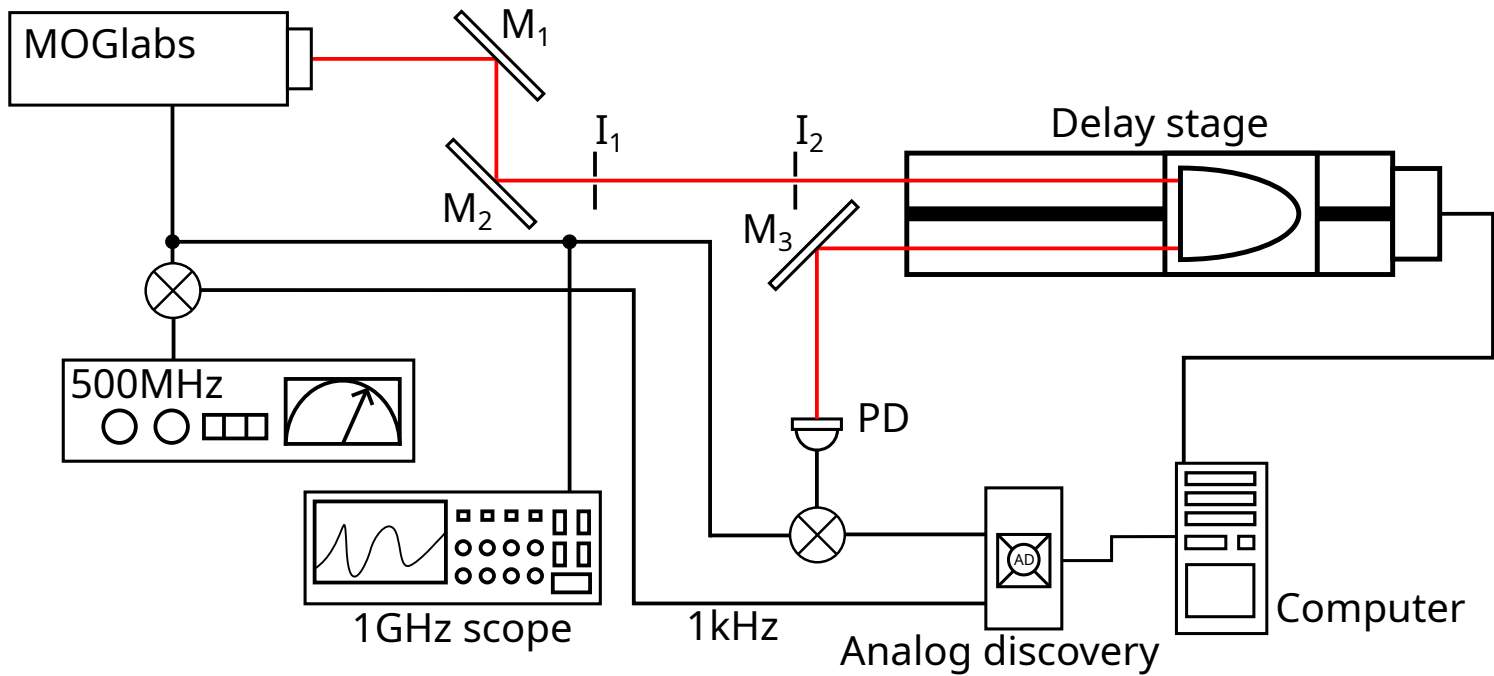 MOGlabs
M₁
I₁
I₂
Delay stage
M₂
M₃
500MHz
PD
AD
1GHz scope
1kHz
Analog discovery
Computer